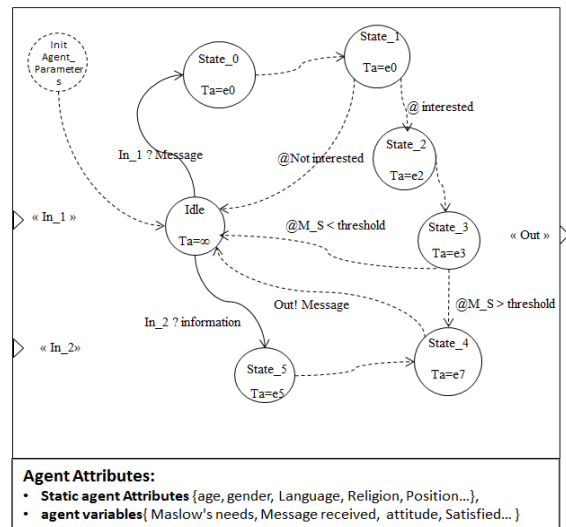 Init
Agent_
Parameter
s
State_0
Ta=e0
State_1
Ta=e0
@ interested
State_2
Ta=e2
In_1 ? Message
@Not interested
Idle
Ta=∞
@M_S < threshold
State_3
Ta=e3
« In_1 »
« Out »
Out! Message
@M_S > threshold
In_2 ? information
« In_2»
State_4
Ta=e7
State_5
Ta=e5
Agent Attributes:
• Static agent Attributes {age, gender, Language, Religion, Position...},
• agent variables{ Maslow's needs, Message received, attitude, Satisfied... }